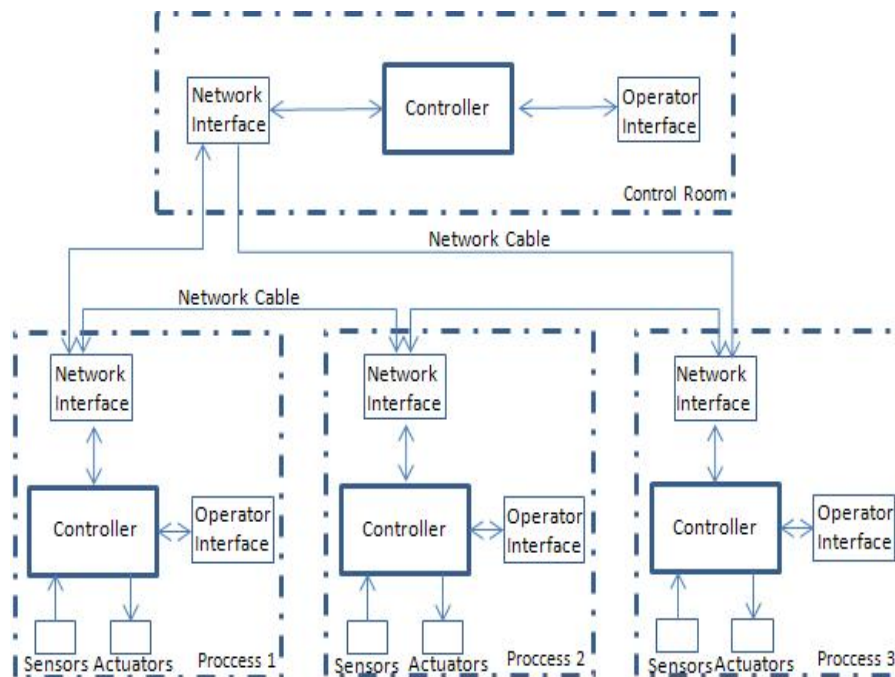 Network
Interface
Controller
Operator
Interface
Control Room
Network Cable
Network Cable
Network
Interface
Controller
Operator
Interface
Sensors
Actuators
Proccess 1
Network
Interface
Controller
Operator
Interface
Sensors
Actuators
Proccess 2
Network
Interface
Controller
Operator
Interface
Sensors
Actuators
Proccess 3